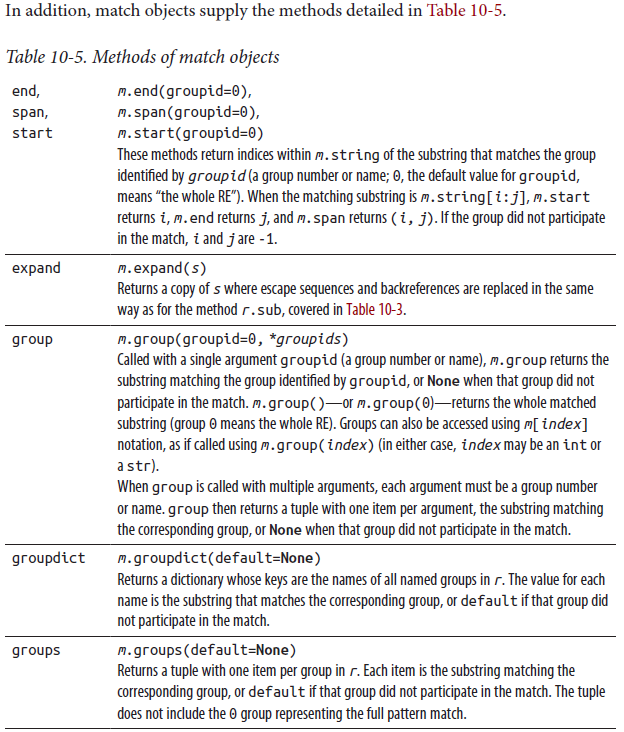 In addition, match objects supply the methods detailed in Table 10-5.
Table 10-5. Methods of match objects
end, m.end(groupid=0),
span, m.span(groupid=0),
start m.start(groupid=0)
These methods return indices within m.string of the substring that matches the group
identified by groupid (a group number or name; 0, the default value for groupid,
means “the whole RE”). When the matching substring is m.string[i:j], m.start
returns i, m.end returns j, and m.span returns (i, j). If the group did not participate
in the match, i and j are -1.
expand m.expand(s)
Returns a copy of s where escape sequences and backreferences are replaced in the same
way as for the method r.sub, covered in Table 10-3.
group m.group(groupid=0, *groupids)
Called with a single argument groupid (a group number or name), m.group returns the
substring matching the group identified by groupid, or None when that group did not
participate in the match. m.group()—or m.group(0)—returns the whole matched
substring (group 0 means the whole RE). Groups can also be accessed using m[index]
notation, as if called using m.group(index) (in either case, index may be an int or
a str).
When group is called with multiple arguments, each argument must be a group number
or name. group then returns a tuple with one item per argument, the substring matching
the corresponding group, or None when that group did not participate in the match.
groupdict m.groupdict(default=None)
Returns a dictionary whose keys are the names of all named groups in r. The value for each
name is the substring that matches the corresponding group, or default if that group did
not participate in the match.
groups m.groups(default=None)
Returns a tuple with one item per group in r. Each item is the substring matching the
corresponding group, or default if that group did not participate in the match. The tuple
does not include the 0 group representing the full pattern match.